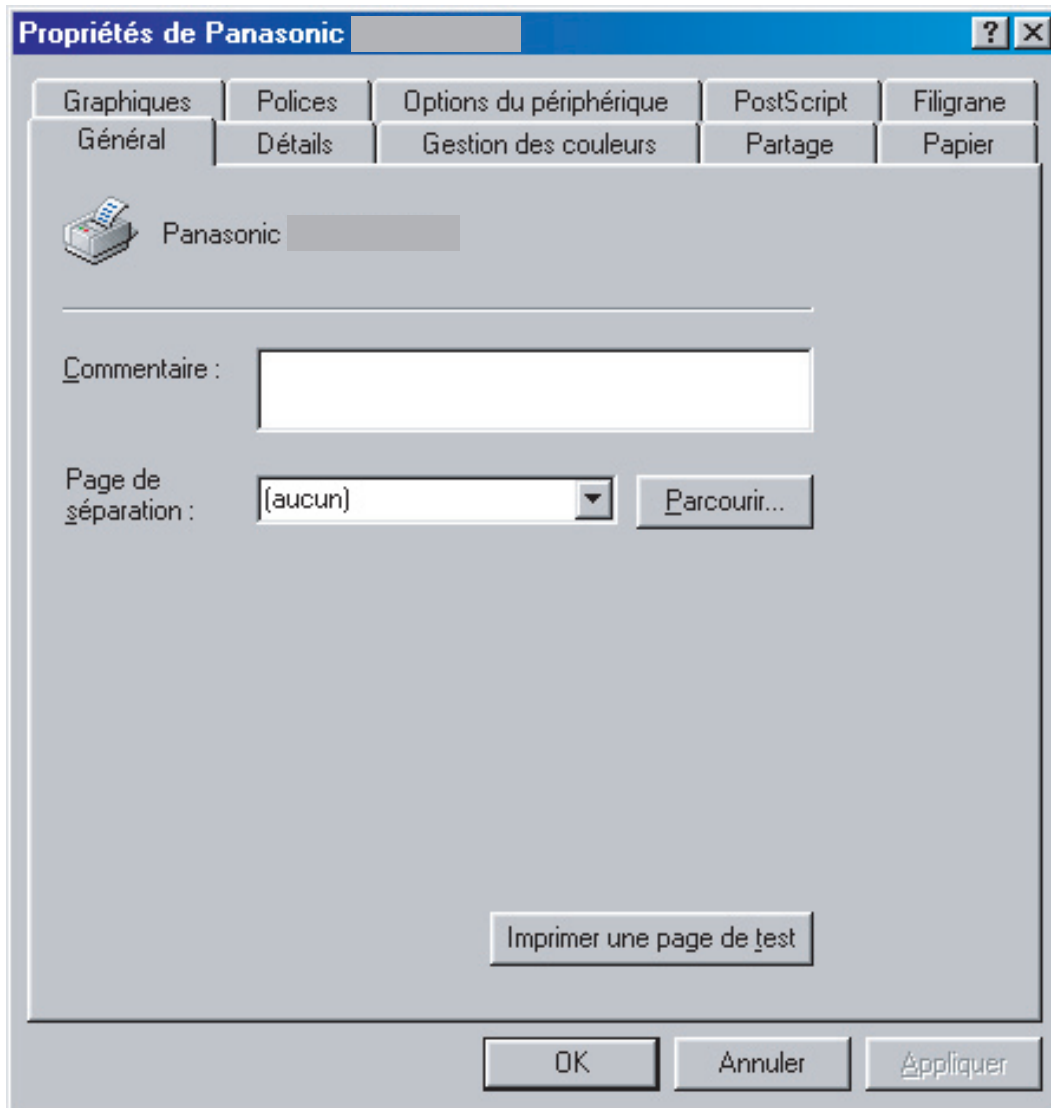 Propriétés de Panasonic
Graphiques Polices Options du périphérique PostScript Filigrane
Général Détails Gestion des couleurs Partage Papier
Panasonic
Commentaire :
Page de
séparation :
(aucun)
Parcourir...
Imprimer une page de test
OK Annuler Appliquer